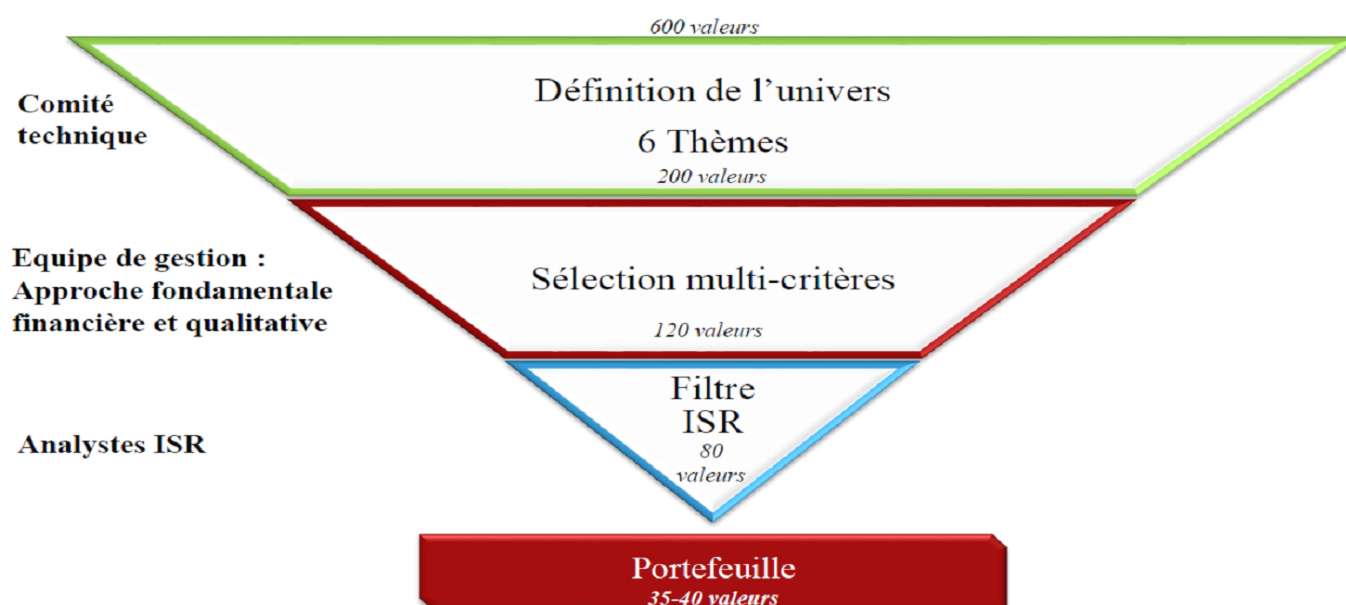 600 valeurs
Comité
technique
Définition de l’univers
6 Thèmes
200 valeurs
Equipe de gestion :
Approche fondamentale
financière et qualitative
Sélection multi-critères
120 valeurs
Analystes ISR
Filtre
ISR
80
valeurs
Portefeuille
35-40 valeurs